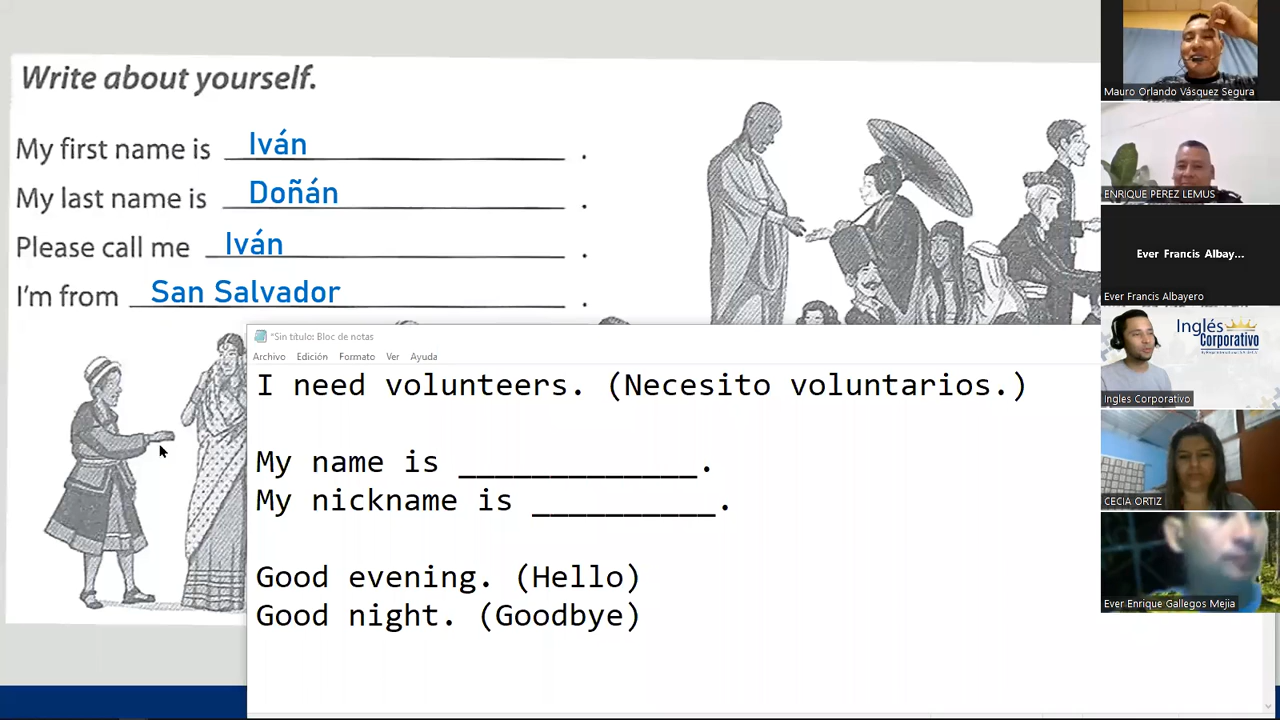 Write about yourself.
My first name is Iván .
My last name is Doñán .
Please call me Iván .
I'm from San Salvador .
*Sin título: Bloc de notas
Archivo Edición Formato Ver Ayuda
I need volunteers. (Necesito voluntarios.)
My name is _____________.
My nickname is __________.
Good evening. (Hello)
Good night. (Goodbye)
Mauro Orlando Vásquez Segura
ENRIQUE PEREZ LEMUS
Ever Francis Albay...
Ever Francis Albayero
Inglés
Corporativo
Ingles Corporativo
CECIA ORTIZ
Ever Enrique Gallegos Mejia